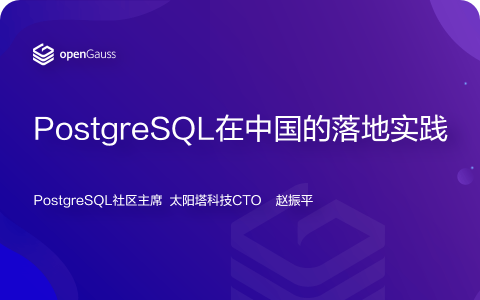 openGauss
PostgreSQL在中国的落地实践
PostgreSQL社区主席 太阳塔科技CTO 赵振平